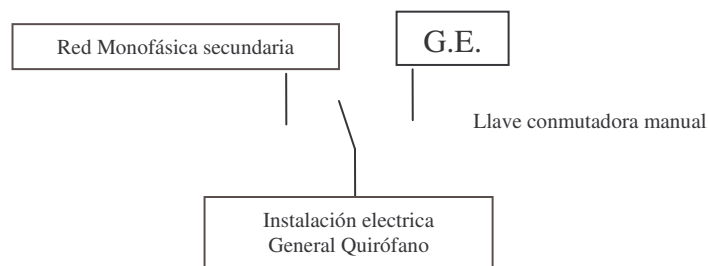 Red Monofásica secundaria
G.E.
Llave conmutadora manual
Instalación electrica
General Quirófano